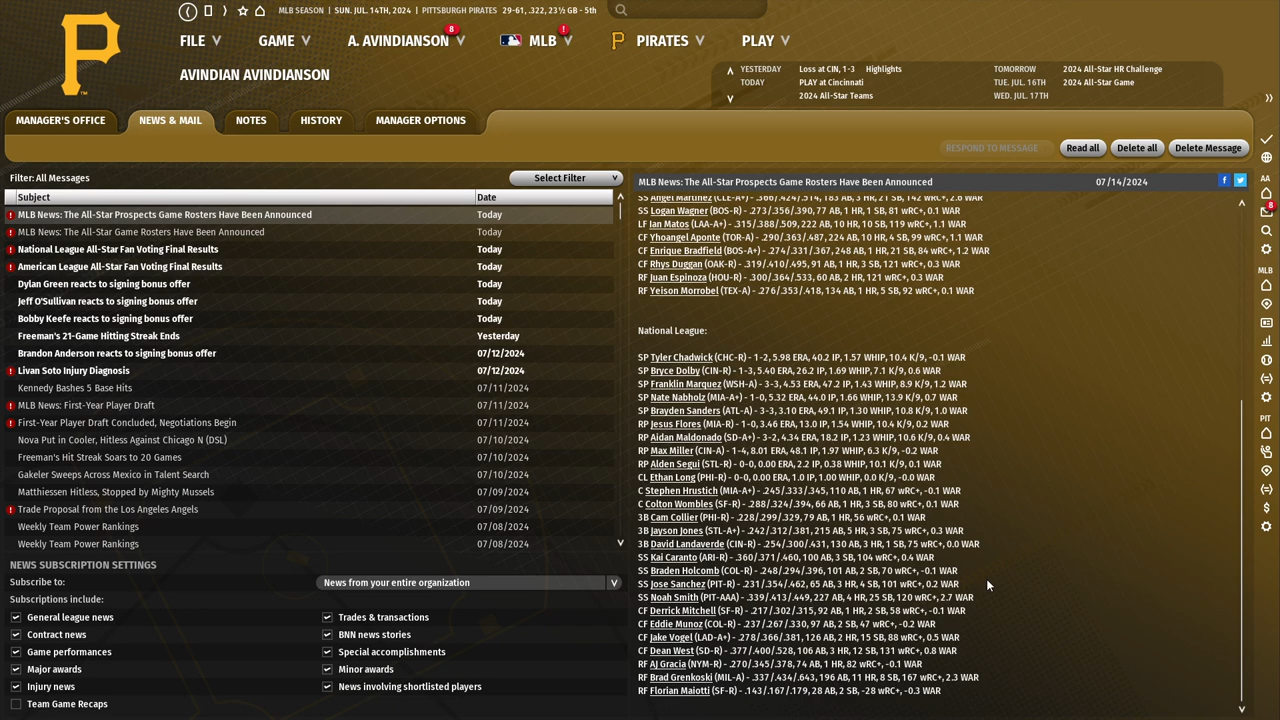 MLB SEASON | SUN. JUL. 14TH, 2024 | PITTSBURGH PIRATES 29-61, .322, 23½ GB - 5th
FILE GAME A. AVINDIANSON 8 MLB ! P PIRATES PLAY
P
TM
AVINDIAN AVINDIANSON
YESTERDAY Loss at CIN, 1-3 Highlights TOMORROW 2024 All-Star HR Challenge
TODAY PLAY at Cincinnati TUE. JUL. 16TH 2024 All-Star Game
2024 All-Star Teams WED. JUL. 17TH
MANAGER'S OFFICE NEWS & MAIL NOTES HISTORY MANAGER OPTIONS
RESPOND TO MESSAGE Read all Delete all Delete Message
Filter: All Messages Select Filter
Subject Date
MLB News: The All-Star Prospects Game Rosters Have Been Announced Today
MLB News: The All-Star Game Rosters Have Been Announced Today
National League All-Star Fan Voting Final Results Today
American League All-Star Fan Voting Final Results Today
Dylan Green reacts to signing bonus offer Today
Jeff O'Sullivan reacts to signing bonus offer Today
Bobby Keefe reacts to signing bonus offer Today
Freeman's 21-Game Hitting Streak Ends Yesterday
Brandon Anderson reacts to signing bonus offer 07/12/2024
Livan Soto Injury Diagnosis 07/12/2024
Kennedy Bashes 5 Base Hits 07/11/2024
MLB News: First-Year Player Draft 07/11/2024
First-Year Player Draft Concluded, Negotiations Begin 07/11/2024
Nova Put in Cooler, Hitless Against Chicago N (DSL) 07/10/2024
Freeman's Hit Streak Soars to 20 Games 07/10/2024
Gakeler Sweeps Across Mexico in Talent Search 07/10/2024
Matthiessen Hitless, Stopped by Mighty Mussels 07/09/2024
Trade Proposal from the Los Angeles Angels 07/09/2024
Weekly Team Power Rankings 07/08/2024
Weekly Team Power Rankings 07/08/2024
NEWS SUBSCRIPTION SETTINGS
Subscribe to: News from your entire organization
Subscriptions include:
General league news Trades & transactions
Contract news BNN news stories
Game performances Special accomplishments
Major awards Minor awards
Injury news News involving shortlisted players
Team Game Recaps
MLB News: The All-Star Prospects Game Rosters Have Been Announced 07/14/2024
SS Angel Martinez (CLE-A+) - .366/.424/.514, 317 AB, 3 HR, 21 SB, 142 wRC+, 2.6 WAR
SS Logan Wagner (BOS-R) - .273/.356/.390, 77 AB, 1 HR, 1 SB, 81 wRC+, 0.1 WAR
LF Ian Matos (LAA-A+) - .315/.388/.509, 222 AB, 10 HR, 10 SB, 119 wRC+, 1.1 WAR
CF Yhoangel Aponte (TOR-A) - .290/.363/.487, 224 AB, 10 HR, 4 SB, 99 wRC+, 1.1 WAR
CF Enrique Bradfield (BOS-A+) - .274/.331/.367, 248 AB, 1 HR, 21 SB, 84 wRC+, 1.2 WAR
CF Rhys Duggan (OAK-R) - .319/.410/.495, 91 AB, 1 HR, 3 SB, 121 wRC+, 0.3 WAR
RF Juan Espinoza (HOU-R) - .300/.364/.533, 60 AB, 2 HR, 121 wRC+, 0.3 WAR
RF Yeison Morrobel (TEX-A) - .276/.353/.418, 134 AB, 1 HR, 5 SB, 92 wRC+, 0.1 WAR
National League:
SP Tyler Chadwick (CHC-R) - 1-2, 5.98 ERA, 40.2 IP, 1.57 WHIP, 10.4 K/9, -0.1 WAR
SP Bryce Dolby (CIN-R) - 1-3, 5.40 ERA, 26.2 IP, 1.69 WHIP, 7.1 K/9, 0.6 WAR
SP Franklin Marquez (WSH-A) - 3-3, 4.53 ERA, 47.2 IP, 1.43 WHIP, 8.9 K/9, 1.2 WAR
SP Nate Nabholz (MIA-A+) - 1-0, 5.32 ERA, 44.0 IP, 1.66 WHIP, 13.9 K/9, 0.7 WAR
SP Brayden Sanders (ATL-A) - 3-3, 3.10 ERA, 49.1 IP, 1.30 WHIP, 10.8 K/9, 1.0 WAR
RP Jesus Flores (MIA-R) - 1-0, 3.46 ERA, 13.0 IP, 1.54 WHIP, 10.4 K/9, 0.2 WAR
RP Aidan Maldonado (SD-A+) - 3-2, 4.34 ERA, 18.2 IP, 1.23 WHIP, 10.6 K/9, 0.4 WAR
RP Max Miller (CIN-A) - 1-4, 8.01 ERA, 48.1 IP, 1.97 WHIP, 6.3 K/9, -0.2 WAR
RP Alden Segui (STL-R) - 0-0, 0.00 ERA, 2.2 IP, 0.38 WHIP, 10.1 K/9, 0.1 WAR
CL Ethan Long (PHI-R) - 0-0, 0.00 ERA, 1.0 IP, 1.00 WHIP, 0.0 K/9, -0.0 WAR
C Stephen Hrustich (MIA-A+) - .245/.333/.345, 110 AB, 1 HR, 67 wRC+, -0.1 WAR
C Colton Wombles (SF-R) - .288/.324/.394, 66 AB, 1 HR, 3 SB, 80 wRC+, 0.1 WAR
3B Cam Collier (PHI-R) - .228/.299/.329, 79 AB, 1 HR, 56 wRC+, 0.1 WAR
3B Jayson Jones (STL-A+) - .242/.312/.381, 215 AB, 5 HR, 3 SB, 75 wRC+, 0.3 WAR
3B David Landaverde (CIN-R) - .254/.300/.431, 130 AB, 3 HR, 1 SB, 75 wRC+, 0.0 WAR
SS Kai Caranto (ARI-R) - .360/.371/.460, 100 AB, 3 SB, 104 wRC+, 0.4 WAR
SS Braden Holcomb (COL-R) - .248/.294/.396, 101 AB, 2 SB, 70 wRC+, -0.1 WAR
SS Jose Sanchez (PIT-R) - .231/.354/.462, 65 AB, 3 HR, 4 SB, 101 wRC+, 0.2 WAR
SS Noah Smith (PIT-AAA) - .339/.413/.449, 227 AB, 4 HR, 25 SB, 120 wRC+, 2.7 WAR
CF Derrick Mitchell (SF-R) - .217/.302/.315, 92 AB, 1 HR, 2 SB, 58 wRC+, -0.1 WAR
CF Eddie Munoz (COL-R) - .237/.267/.330, 97 AB, 2 SB, 47 wRC+, -0.2 WAR
CF Jake Vogel (LAD-A+) - .278/.366/.381, 126 AB, 2 HR, 15 SB, 88 wRC+, 0.5 WAR
CF Dean West (SD-R) - .377/.400/.528, 106 AB, 3 HR, 12 SB, 131 wRC+, 0.8 WAR
RF AJ Gracia (NYM-R) - .270/.345/.378, 74 AB, 1 HR, 82 wRC+, -0.1 WAR
RF Brad Grenkoski (MIL-A) - .337/.434/.643, 196 AB, 11 HR, 8 SB, 167 wRC+, 2.3 WAR
RF Florian Maiotti (SF-R) - .143/.167/.179, 28 AB, 2 SB, -28 wRC+, -0.3 WAR
AA
8
MLB
PIT